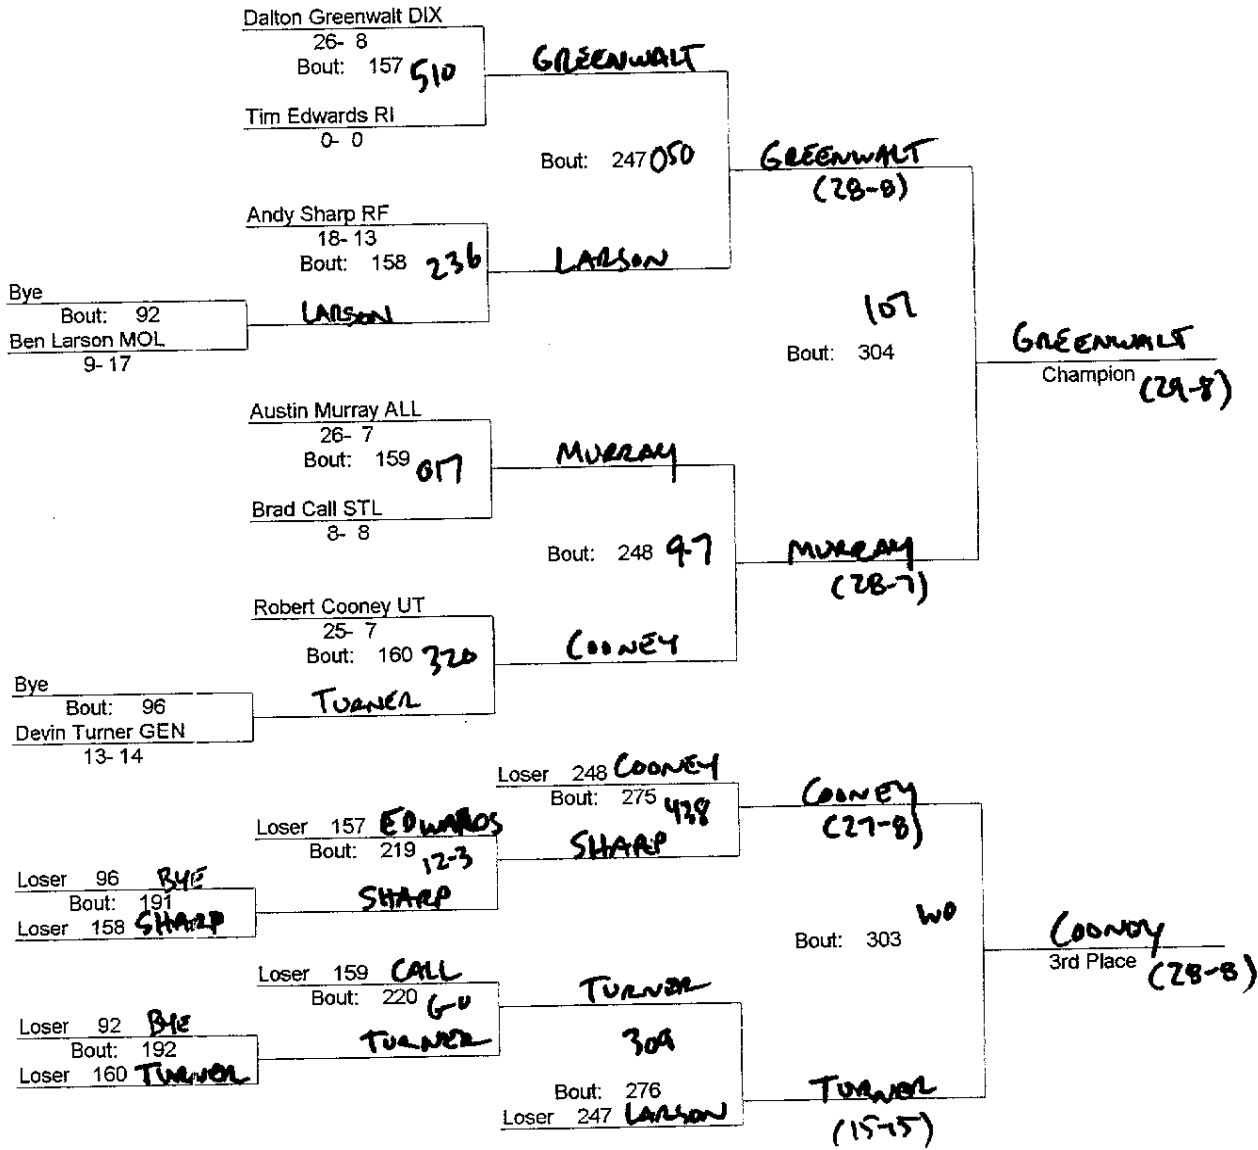 Dalton Greenwalt DIX
26- 8
Bout: 157 510
GREENWALT
Tim Edwards RI
0- 0
Bout: 247 050
GREENWALT
(28-8)
Andy Sharp RF
18- 13
Bout: 158 236
LARSON
Bye
Bout: 92
LARSON
Ben Larson MOL
9- 17
107
Bout: 304
GREENWALT
Champion (29-8)
Austin Murray ALL
26- 7
Bout: 159 017
MURRAY
Brad Call STL
8- 8
Bout: 248 9-7
MURRAY
(28-7)
Robert Cooney UT
25- 7
Bout: 160 320
COONEY
Bye
Bout: 96
TURNER
Devin Turner GEN
13- 14
Loser 248 COONEY
Bout: 275 438
COONEY
(27-8)
Loser 157 EDWARDS
Bout: 219 12-3
SHARP
Loser 96 BYE
Bout: 191
SHARP
Loser 158 SHARP
Bout: 303 WO
COONEY
3rd Place (28-8)
Loser 159 CALL
Bout: 220
TURNER
Loser 92 BYE
Bout: 192
TURNER
Loser 160 TURNER
309
Bout: 276
Loser 247 LARSON
TURNER
(15-15)